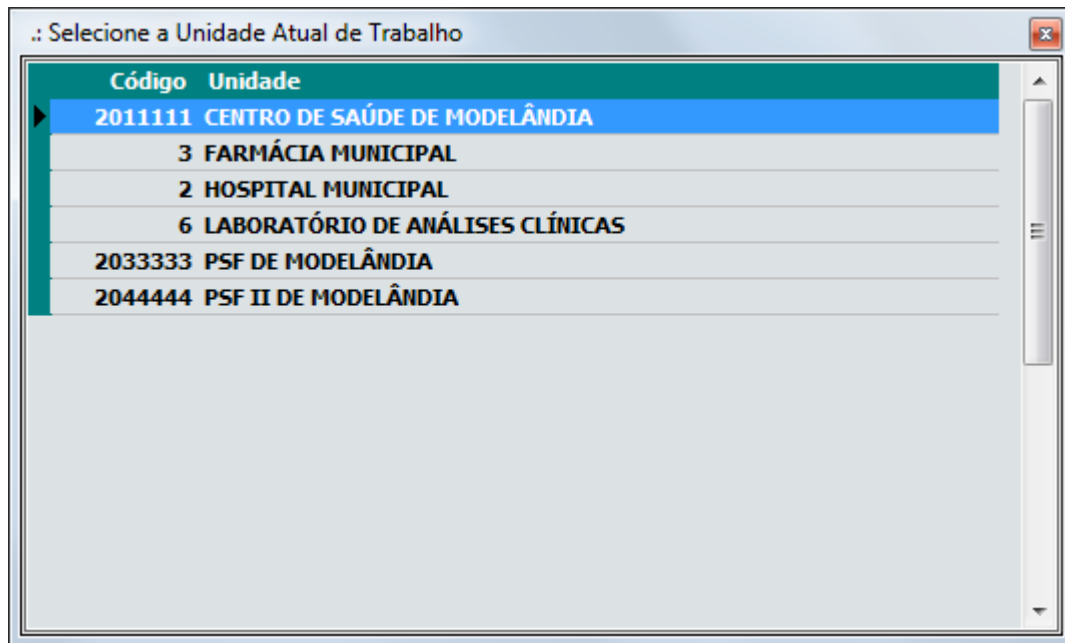 .: Selecione a Unidade Atual de Trabalho
Código Unidade
2011111 CENTRO DE SAÚDE DE MODELÂNDIA
3 FARMÁCIA MUNICIPAL
2 HOSPITAL MUNICIPAL
6 LABORATÓRIO DE ANÁLISES CLÍNICAS
2033333 PSF DE MODELÂNDIA
2044444 PSF II DE MODELÂNDIA